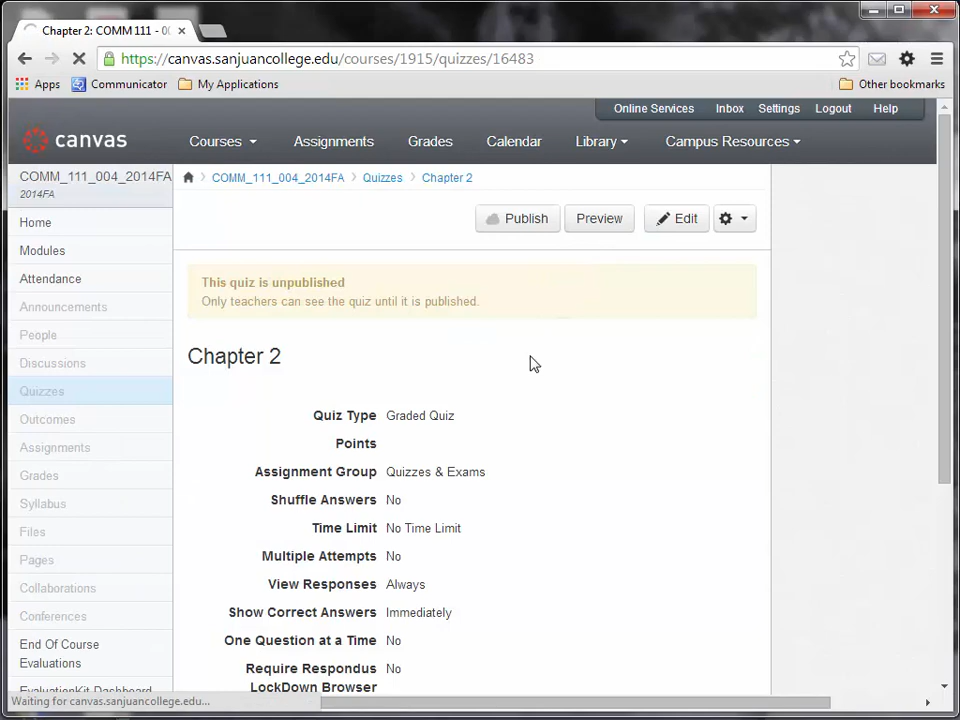 Chapter 2: COMM 111 - 00
https://canvas.sanjuancollege.edu/courses/1915/quizzes/16483
Apps Communicator My Applications Other bookmarks
Online Services Inbox Settings Logout Help
canvas Courses Assignments Grades Calendar Library Campus Resources
COMM_111_004_2014FA
2014FA
COMM_111_004_2014FA Quizzes Chapter 2
Home
Modules
Attendance
Announcements
People
Discussions
Quizzes
Outcomes
Assignments
Grades
Syllabus
Files
Pages
Collaborations
Conferences
End Of Course
Evaluations
EvaluationKit Dashboard
Publish Preview Edit
This quiz is unpublished
Only teachers can see the quiz until it is published.
Chapter 2
Quiz Type Graded Quiz
Points
Assignment Group Quizzes & Exams
Shuffle Answers No
Time Limit No Time Limit
Multiple Attempts No
View Responses Always
Show Correct Answers Immediately
One Question at a Time No
Require Respondus No
LockDown Browser
Waiting for canvas.sanjuancollege.edu...